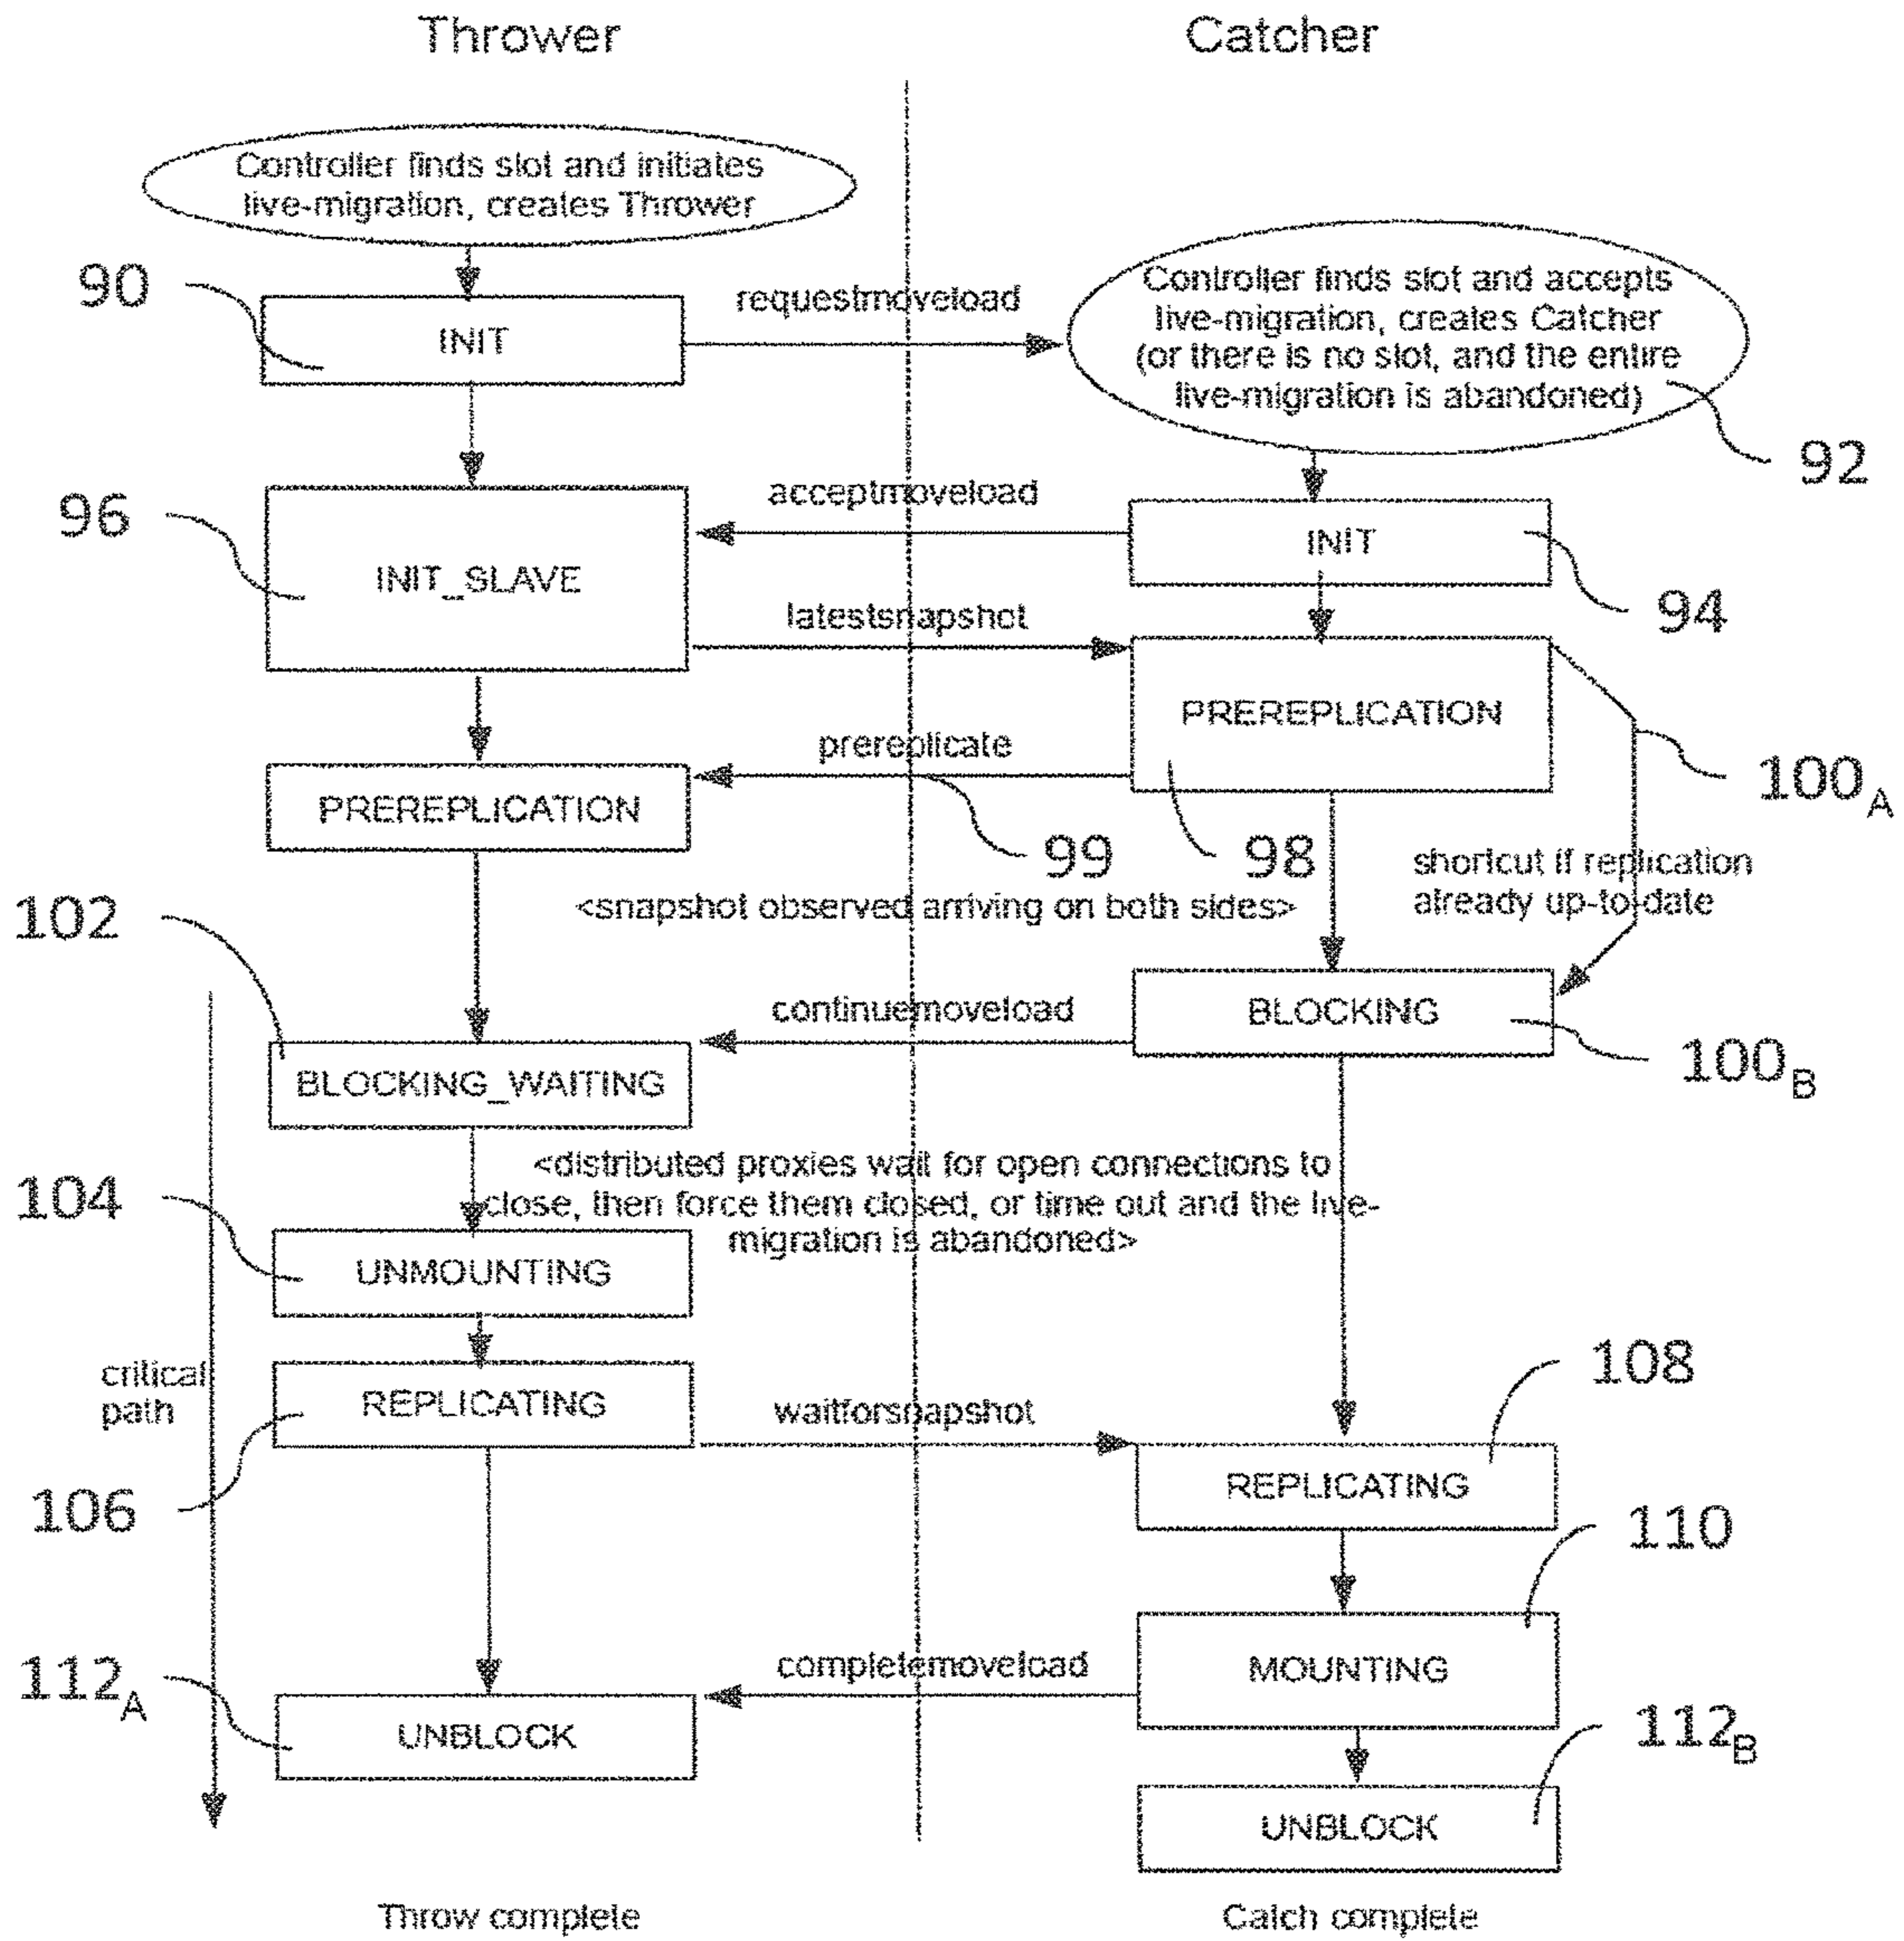 Thrower
Catcher
Controller finds slot and initiates
live-migration, creates Thrower
90
INIT
requestmoveload
Controller finds slot and accepts
live-migration, creates Catcher
(or there is no slot, and the entire
live-migration is abandoned)
92
96
INIT_SLAVE
acceptmoveload
INIT
94
latestsnapshot
PREREPLICATION
100A
prereplicate
PREREPLICATION
99
98
shortcut if replication
already up-to-date
<snapshot observed arriving on both sides>
102
continuemoveload
BLOCKING
100B
BLOCKING_WAITING
<distributed proxies wait for open connections to
close, then force them closed, or time out and the live-
migration is abandoned>
104
UNMOUNTING
critical
path
REPLICATING
106
waitforsnapshot
108
REPLICATING
110
MOUNTING
completemoveload
112A
UNBLOCK
112B
UNBLOCK
Throw complete
Catch complete